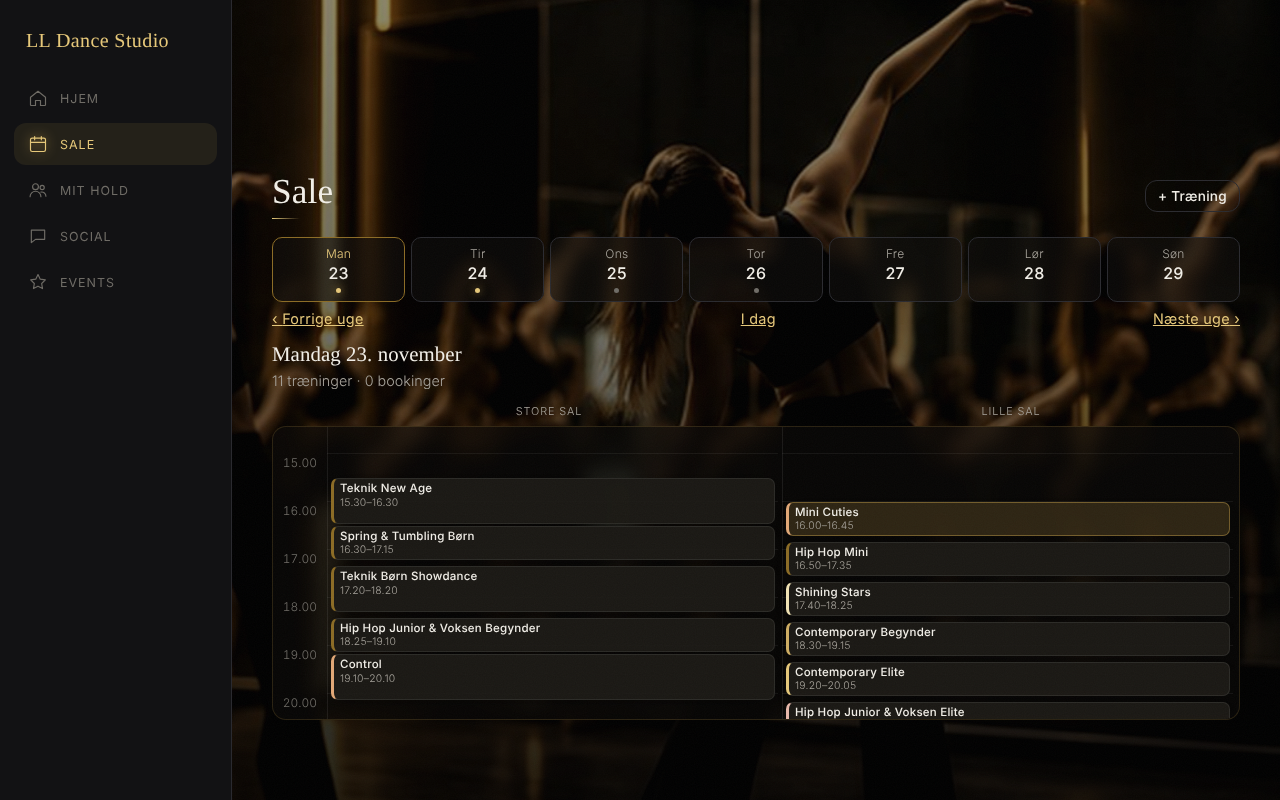 LL Dance Studio
HJEM
SALE
MIT HOLD
SOCIAL
EVENTS
Sale
+ Træning
Man
23
Tir
24
Ons
25
Tor
26
Fre
27
Lør
28
Søn
29
‹ Forrige uge
I dag
Næste uge ›
Mandag 23. november
11 træninger · 0 bookinger
STORE SAL
LILLE SAL
15.00
16.00
17.00
18.00
19.00
20.00
Teknik New Age
15.30–16.30
Spring & Tumbling Børn
16.30–17.15
Teknik Børn Showdance
17.20–18.20
Hip Hop Junior & Voksen Begynder
18.25–19.10
Control
19.10–20.10
Mini Cuties
16.00–16.45
Hip Hop Mini
16.50–17.35
Shining Stars
17.40–18.25
Contemporary Begynder
18.30–19.15
Contemporary Elite
19.20–20.05
Hip Hop Junior & Voksen Elite